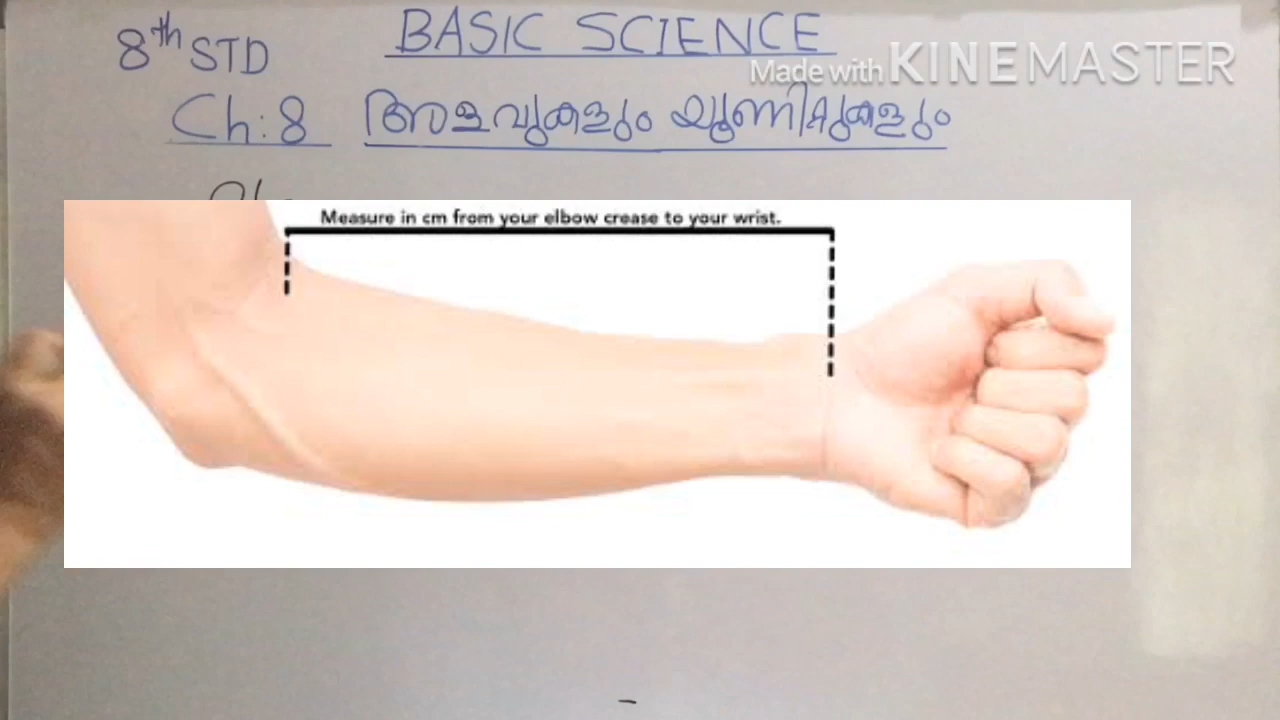 BASIC SCIENCE
8th STD
Made with KINEMASTER
Ch:8 അളവുകളും യൂണിറ്റുകളും
Measure in cm from your elbow crease to your wrist.